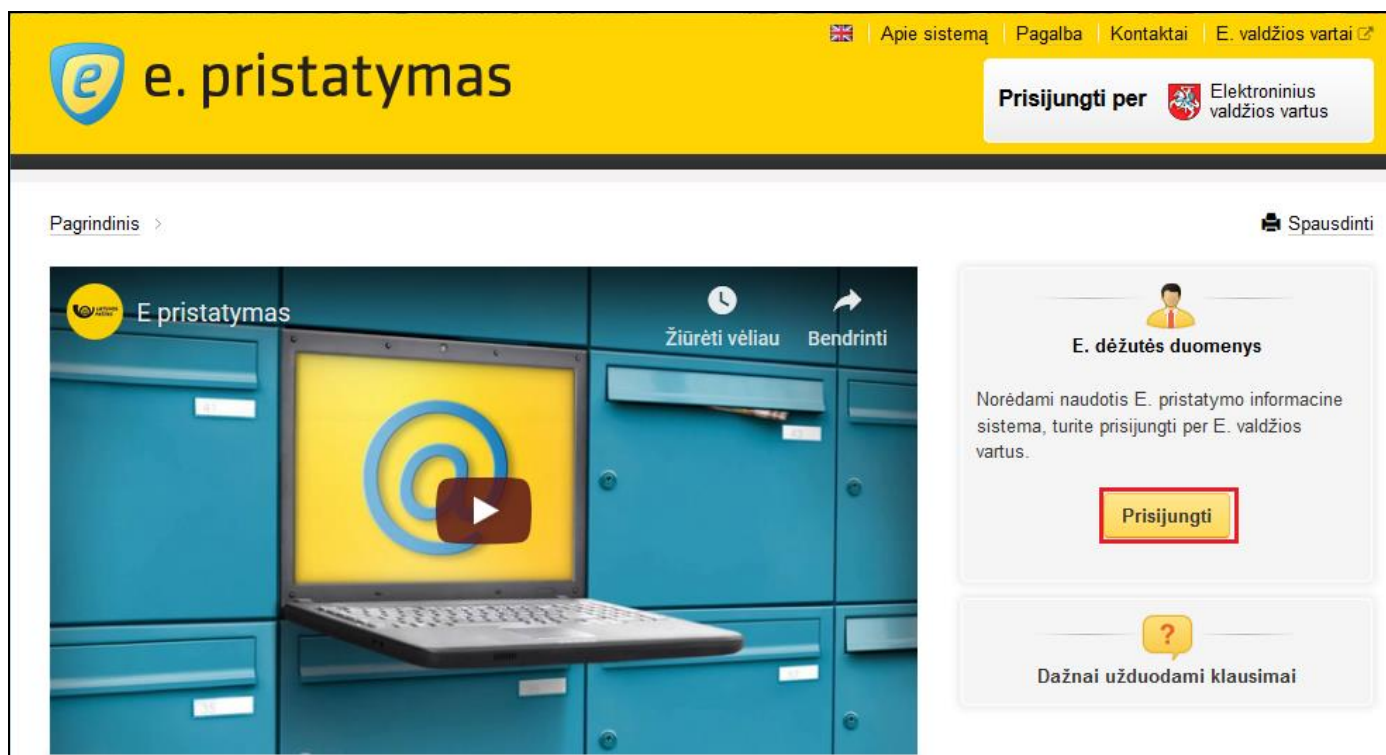 Apie sistemą Pagalba Kontaktai E. valdžios vartai
e. pristatymas
Prisijungti per Elektroninius
valdžios vartus
Pagrindinis >
Spausdinti
E pristatymas
Žiūrėti vėliau
Bendrinti
E. dėžutės duomenys
Norėdami naudotis E. pristatymo informacine
sistema, turite prisijungti per E. valdžios
vartus.
Prisijungti
Dažnai užduodami klausimai